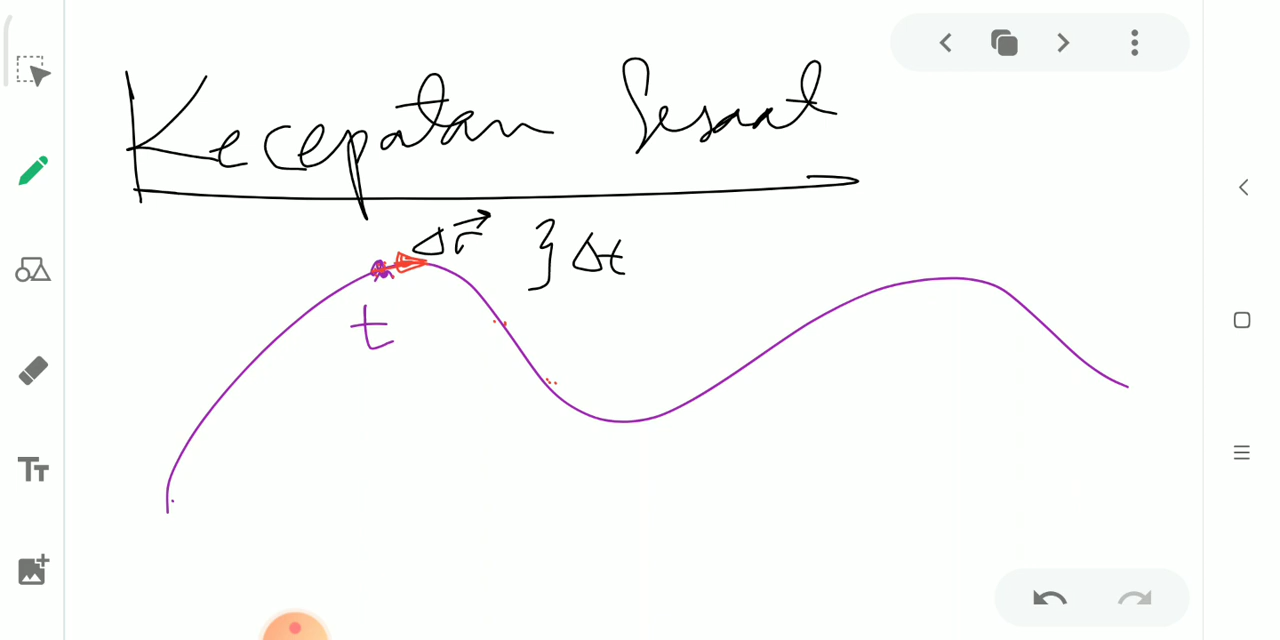 Kecepatan Sesaat
Δr⃗ } Δt
t